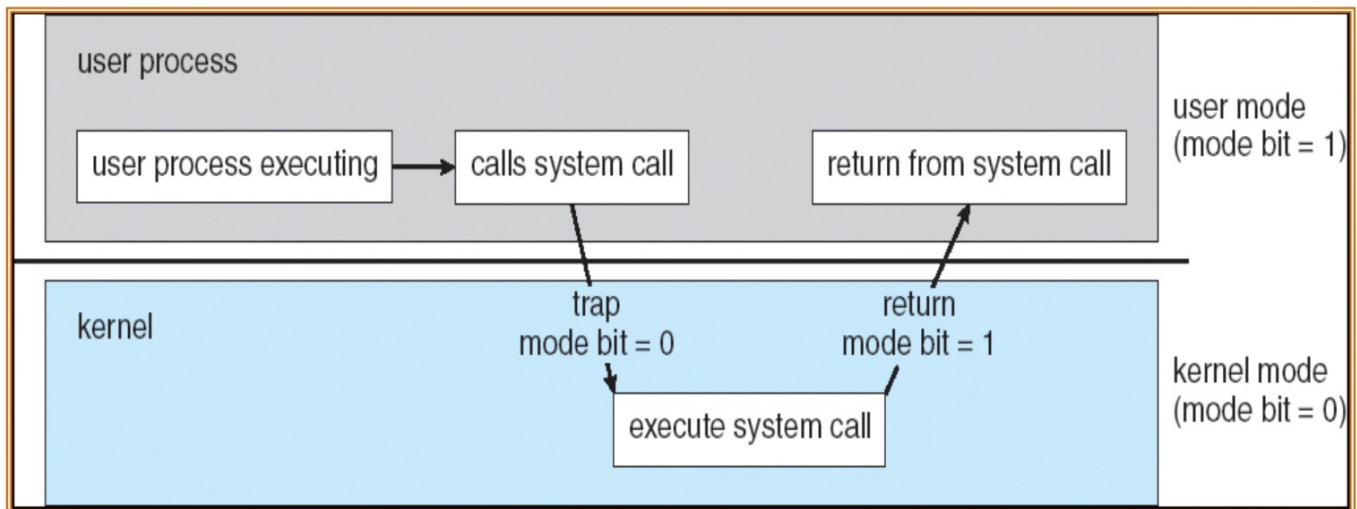 user process
user process executing
calls system call
return from system call
user mode
(mode bit = 1)
kernel
trap
mode bit = 0
return
mode bit = 1
execute system call
kernel mode
(mode bit = 0)